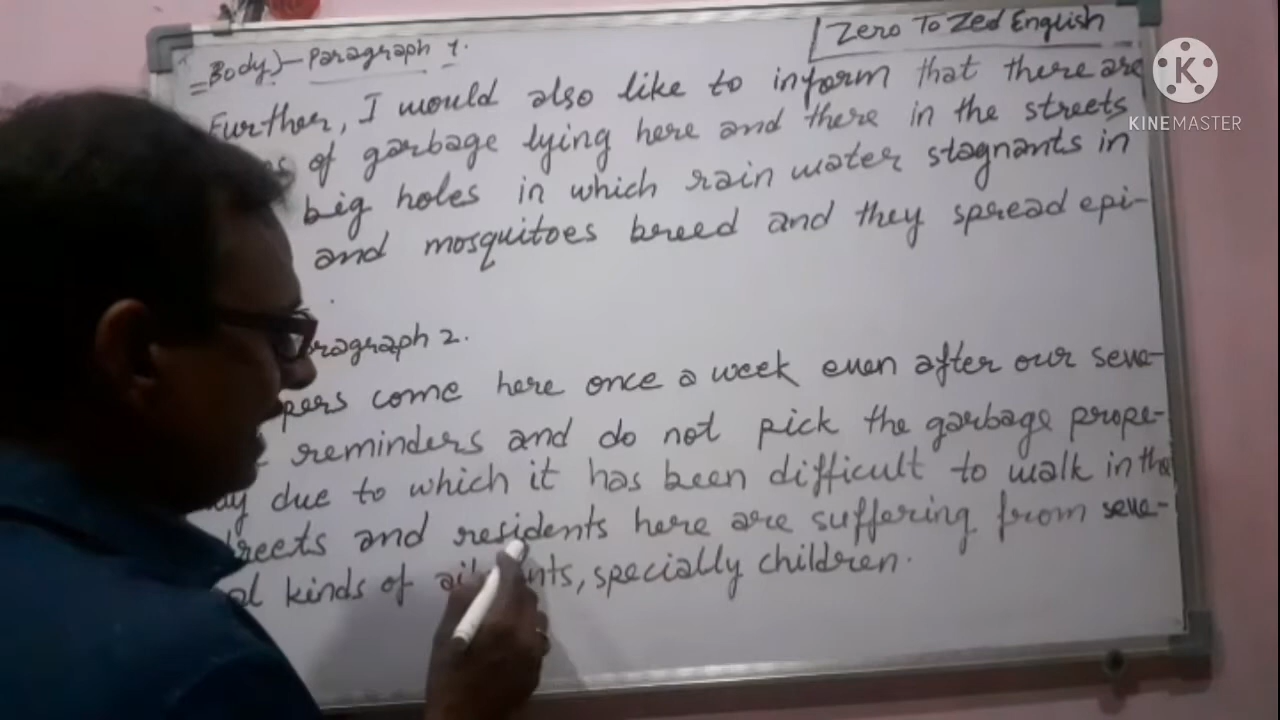 Body)- Paragraph 1.
Zero To Zed English
KINEMASTER
Further, I would also like to inform that there are
of garbage lying here and there in the streets
big holes in which rain water stagnants in
and mosquitoes breed and they spread epi-
paragraph 2.
come here once a week even after our seve-
reminders and do not pick the garbage prope-
due to which it has been difficult to walk in the
streets and residents here are suffering from seve-
kinds of specially children.